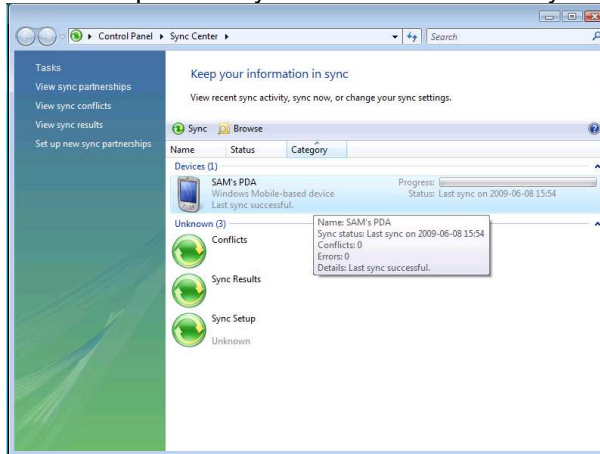 Control Panel ▸ Sync Center ▸
Search
Tasks
View sync partnerships
View sync conflicts
View sync results
Set up new sync partnerships
Keep your information in sync
View recent sync activity, sync now, or change your sync settings.
Sync Browse
Name Status Category
Devices (1)
SAM's PDA Progress:
Windows Mobile-based device Status: Last sync on 2009-06-08 15:54
Last sync successful.
Name: SAM's PDA
Sync status: Last sync on 2009-06-08 15:54
Conflicts: 0
Errors: 0
Details: Last sync successful.
Unknown (3)
Conflicts
Sync Results
Sync Setup
Unknown